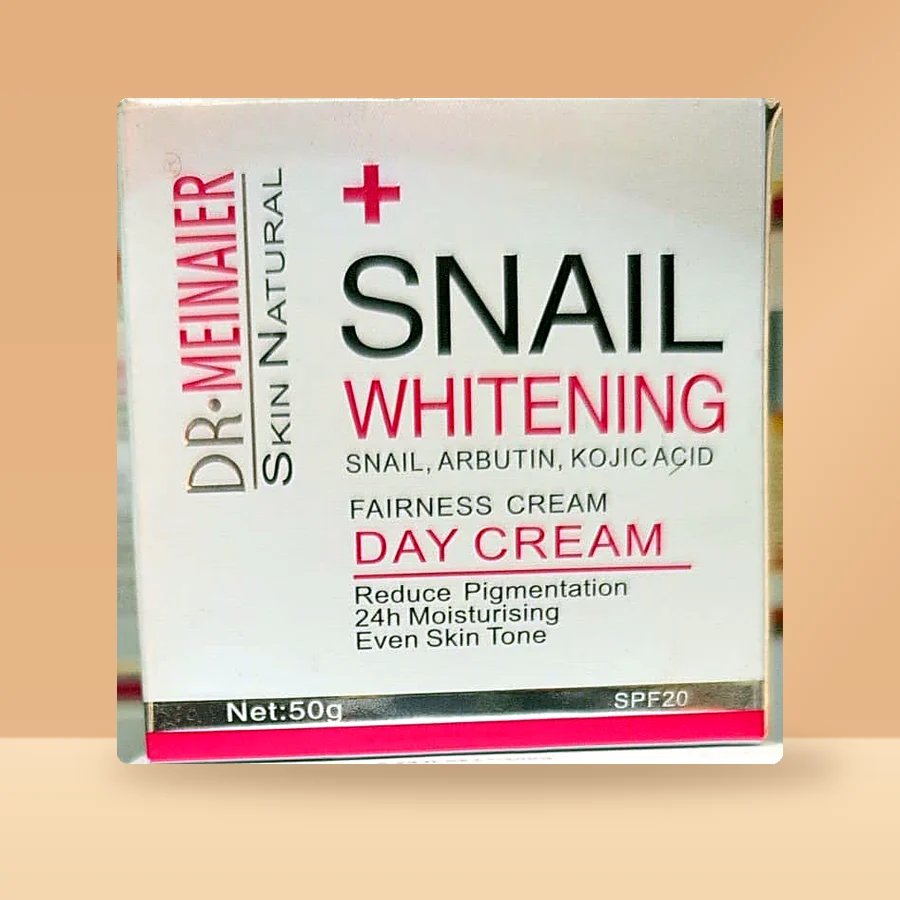 DR·MEINAIER
SKIN NATURAL
SNAIL
WHITENING
SNAIL, ARBUTIN, KOJIC ACID
FAIRNESS CREAM
DAY CREAM
Reduce Pigmentation
24h Moisturising
Even Skin Tone
Net:50g
SPF20